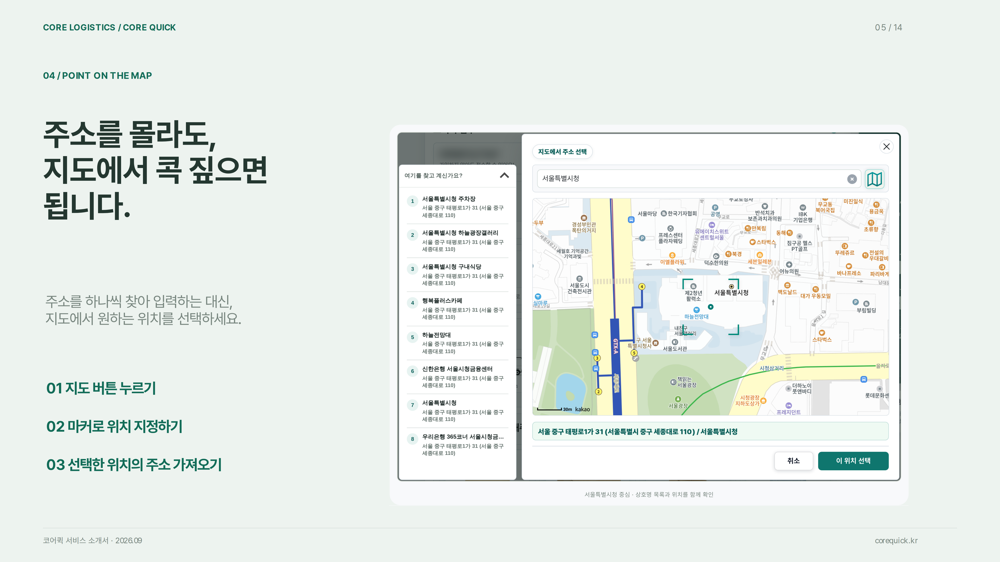 CORE LOGISTICS / CORE QUICK
05 / 14
04 / POINT ON THE MAP
주소를 몰라도,
지도에서 콕 짚으면
됩니다.
주소를 하나씩 찾아 입력하는 대신,
지도에서 원하는 위치를 선택하세요.
01 지도 버튼 누르기
02 마커로 위치 지정하기
03 선택한 위치의 주소 가져오기
여기를 찾고 계신가요?
1
서울특별시청 주차장
서울 중구 태평로1가 31 (서울 중구
세종대로 110)
2
서울특별시청 하늘광장갤러리
서울 중구 태평로1가 31 (서울 중구
세종대로 110)
3
서울특별시청 구내식당
서울 중구 태평로1가 31 (서울 중구
세종대로 110)
4
행복플러스카페
서울 중구 태평로1가 31 (서울 중구
세종대로 110)
5
하늘전망대
서울 중구 태평로1가 31 (서울 중구
세종대로 110)
6
신한은행 서울시청금융센터
서울 중구 태평로1가 31 (서울 중구
세종대로 110)
7
서울특별시청
서울 중구 태평로1가 31 (서울 중구
세종대로 110)
8
우리은행 365코너 서울시청금...
서울 중구 태평로1가 31 (서울 중구
세종대로 110)
지도에서 주소 선택
서울특별시청
무교동
북어국집
미진일식
용금옥
서울마당
한국기자협회
공영
무교로
반석치과
보존과치과의원
IBK
기업은행
경성부민관
폭탄의거지
프레스센터
플라자웨딩
유에이치스위트
센트럴서울
만복림
동해
초류향
다동길
스타벅스
짐구공 헬스
PT골프
세종대로21
세월호 기억공간
기억과빛
이엘플라워
덕수한의원
북경
세븐일레븐
뚜레쥬르
전설의
우대갈비
어뉴의원
바나프레소
파리바게
서울도시
건축전시관
4
제2청년
활력소
서울특별시청
맥도날드
대가 우동모밀
부림빌딩
실마루
하늘전망대
내친구
서울갤러리
구 서울
특별시청사
서울도서관
스타벅스
GTX-A
5
3
무교로
시청삼거리
을지로
세종대로
책읽는
서울광장
2
더하노이
풋앤바디
롯데문화센
시청광장
지하도상가
서울광장
프레지던트
30m
kakao
서울 중구 태평로1가 31 (서울특별시 중구 세종대로 110) / 서울특별시청
취소
이 위치 선택
서울특별시청 중심 · 상호명 목록과 위치를 함께 확인
코어퀵 서비스 소개서 · 2026.09
corequick.kr